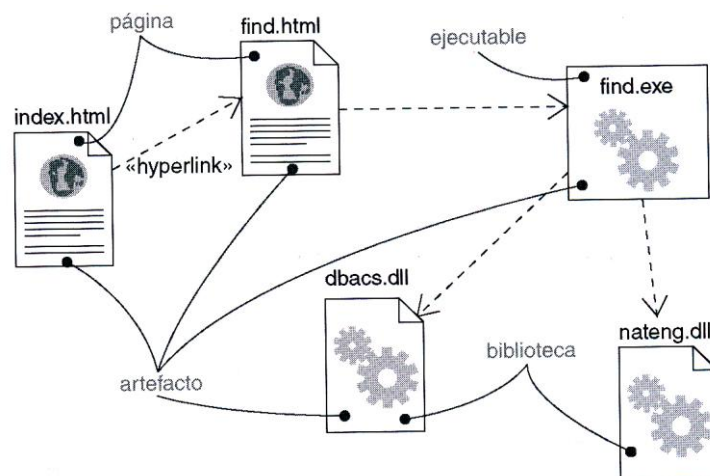 página
find.html
ejecutable
find.exe
index.html
«hyperlink»
dbacs.dll
nateng.dll
biblioteca
artefacto